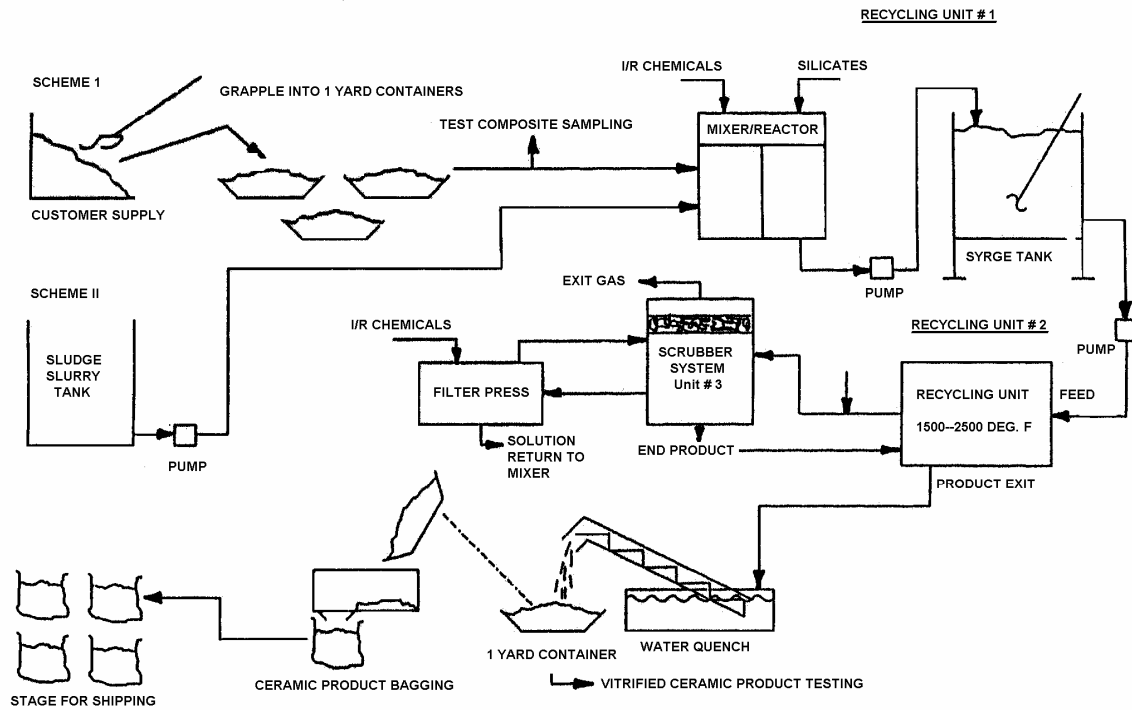 RECYCLING UNIT # 1
SCHEME 1
GRAPPLE INTO 1 YARD CONTAINERS
I/R CHEMICALS
SILICATES
TEST COMPOSITE SAMPLING
MIXER/REACTOR
CUSTOMER SUPPLY
SYRGE TANK
PUMP
SCHEME II
EXIT GAS
I/R CHEMICALS
RECYCLING UNIT # 2
PUMP
SLUDGE
SLURRY
TANK
SCRUBBER
SYSTEM
Unit # 3
FILTER PRESS
RECYCLING UNIT
1500--2500 DEG. F
FEED
PUMP
SOLUTION
RETURN TO
MIXER
END PRODUCT
PRODUCT EXIT
1 YARD CONTAINER
WATER QUENCH
CERAMIC PRODUCT BAGGING
VITRIFIED CERAMIC PRODUCT TESTING
STAGE FOR SHIPPING